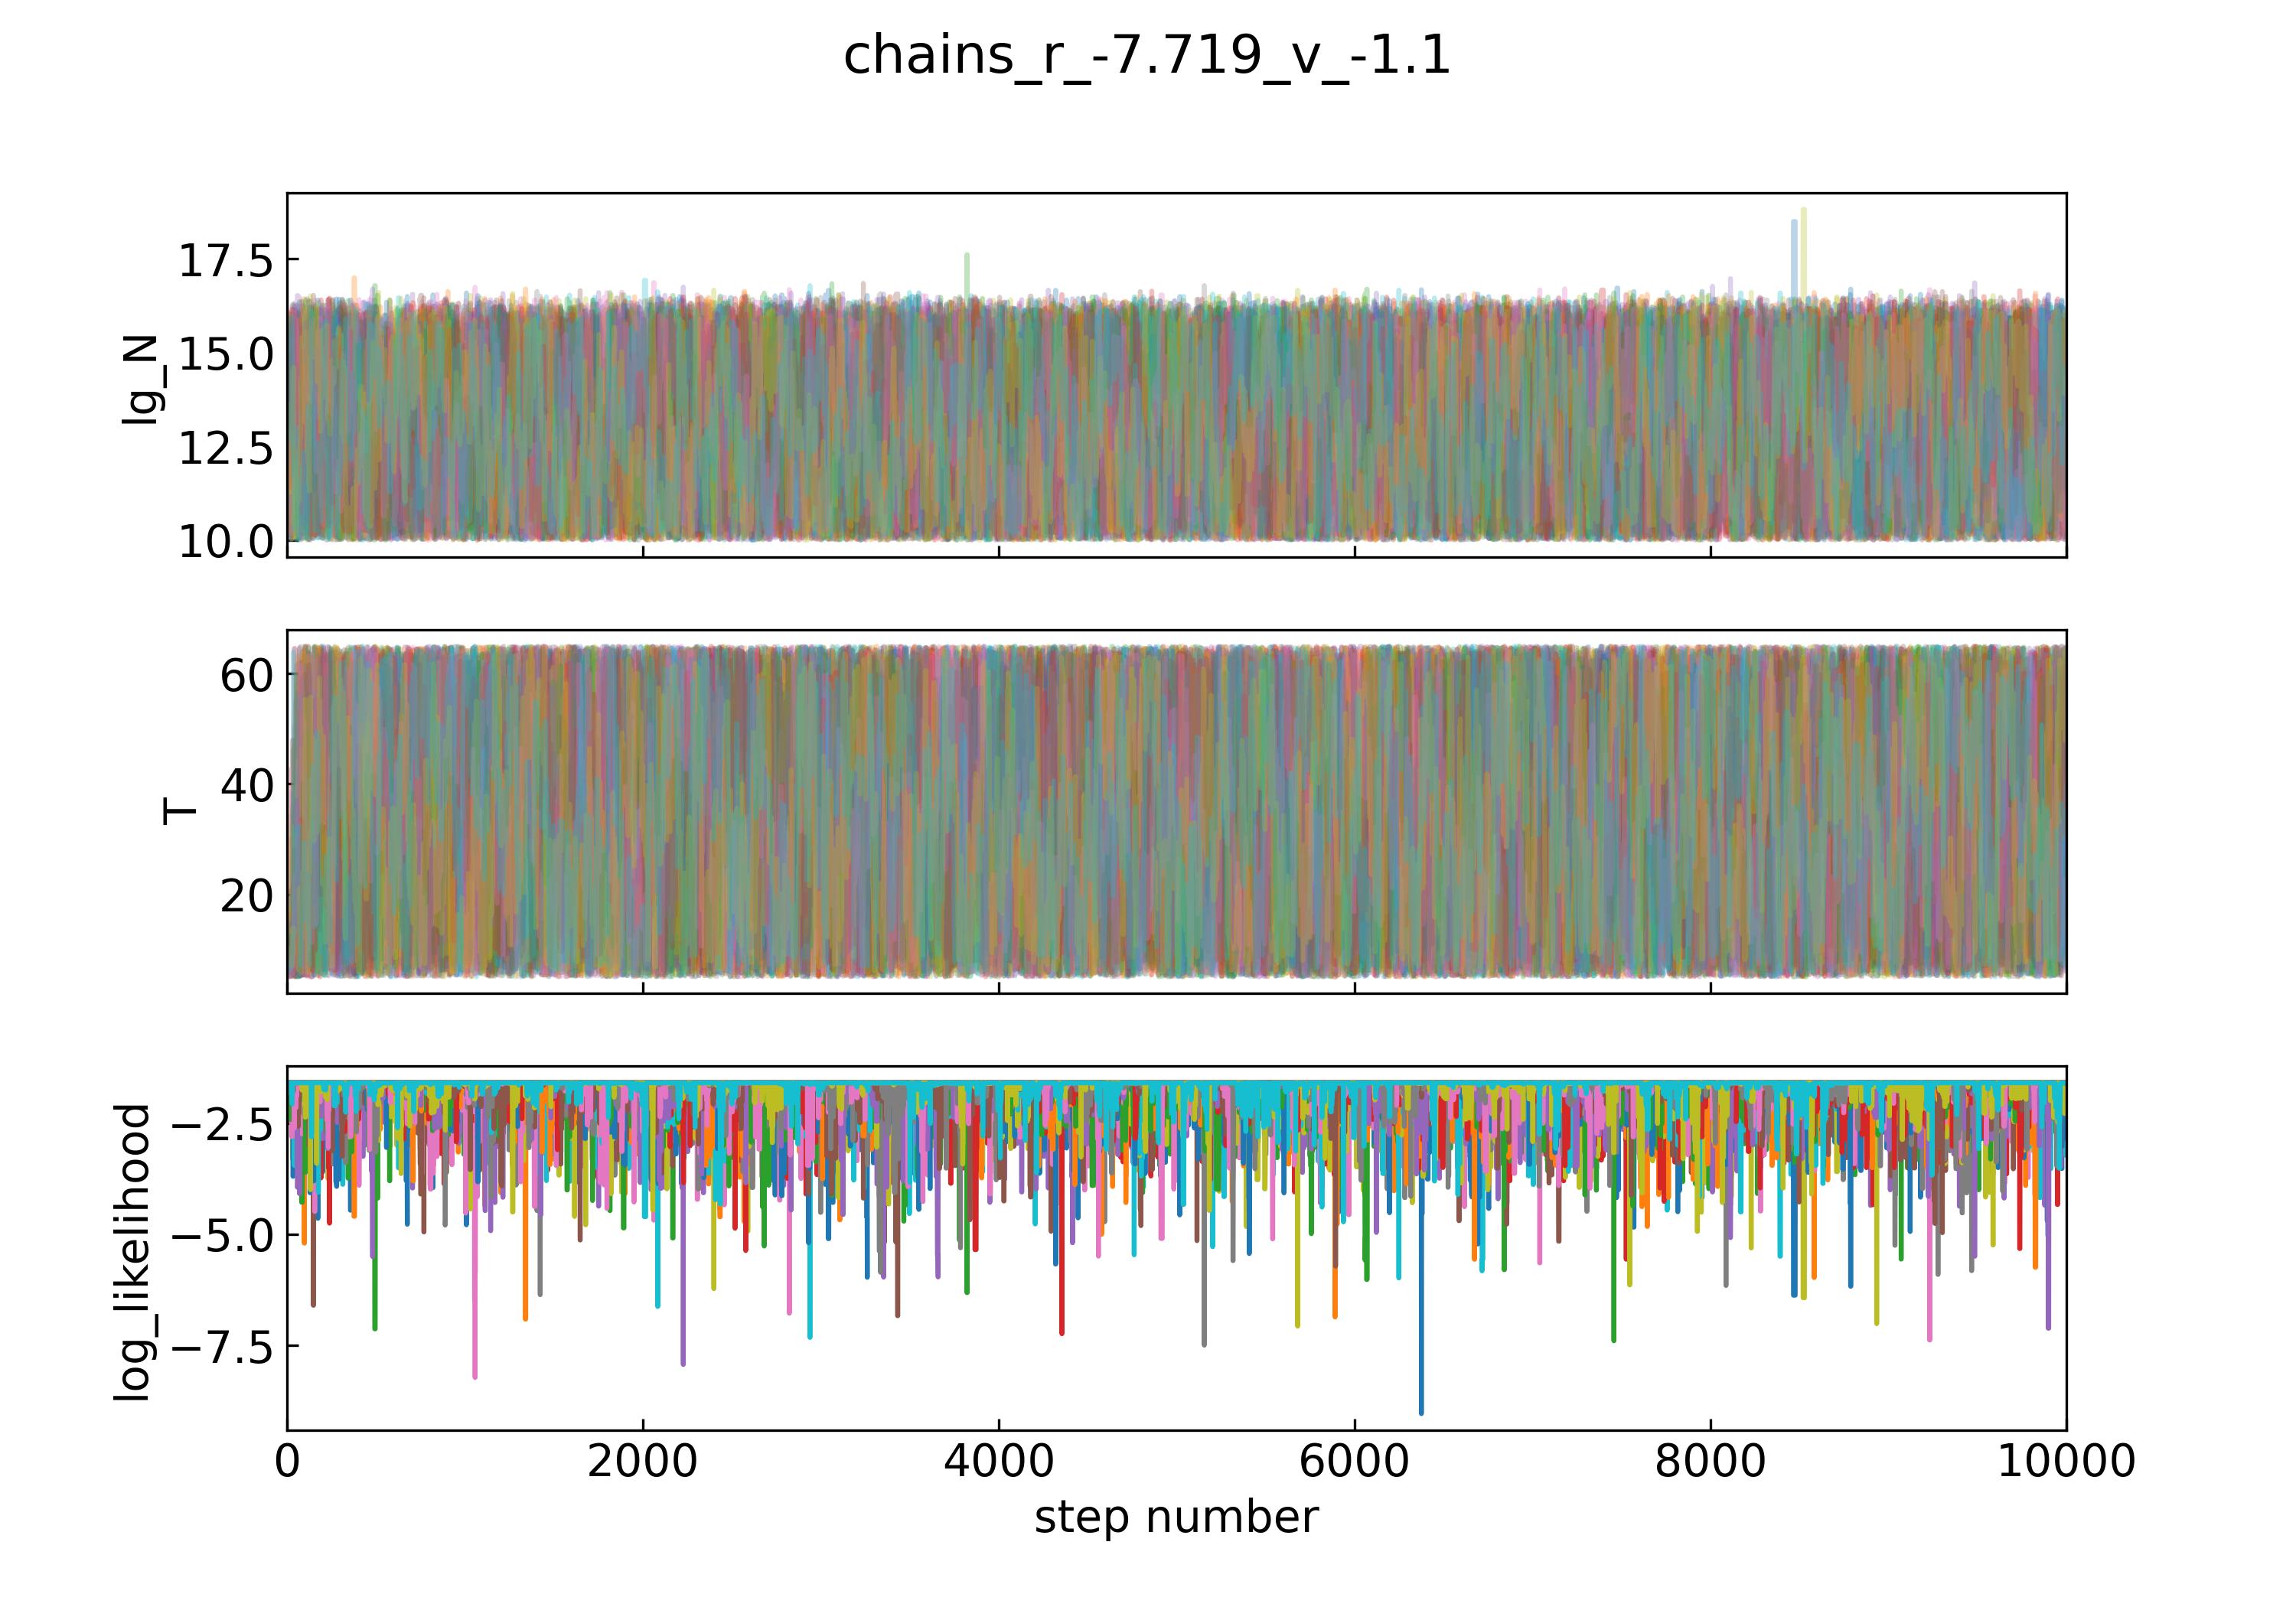 chains_r_-7.719_v_-1.1
17.5
15.0
12.5
10.0
lg_N
60
40
20
T
−2.5
−5.0
−7.5
log_likelihood
0 2000 4000 6000 8000 10000
step number